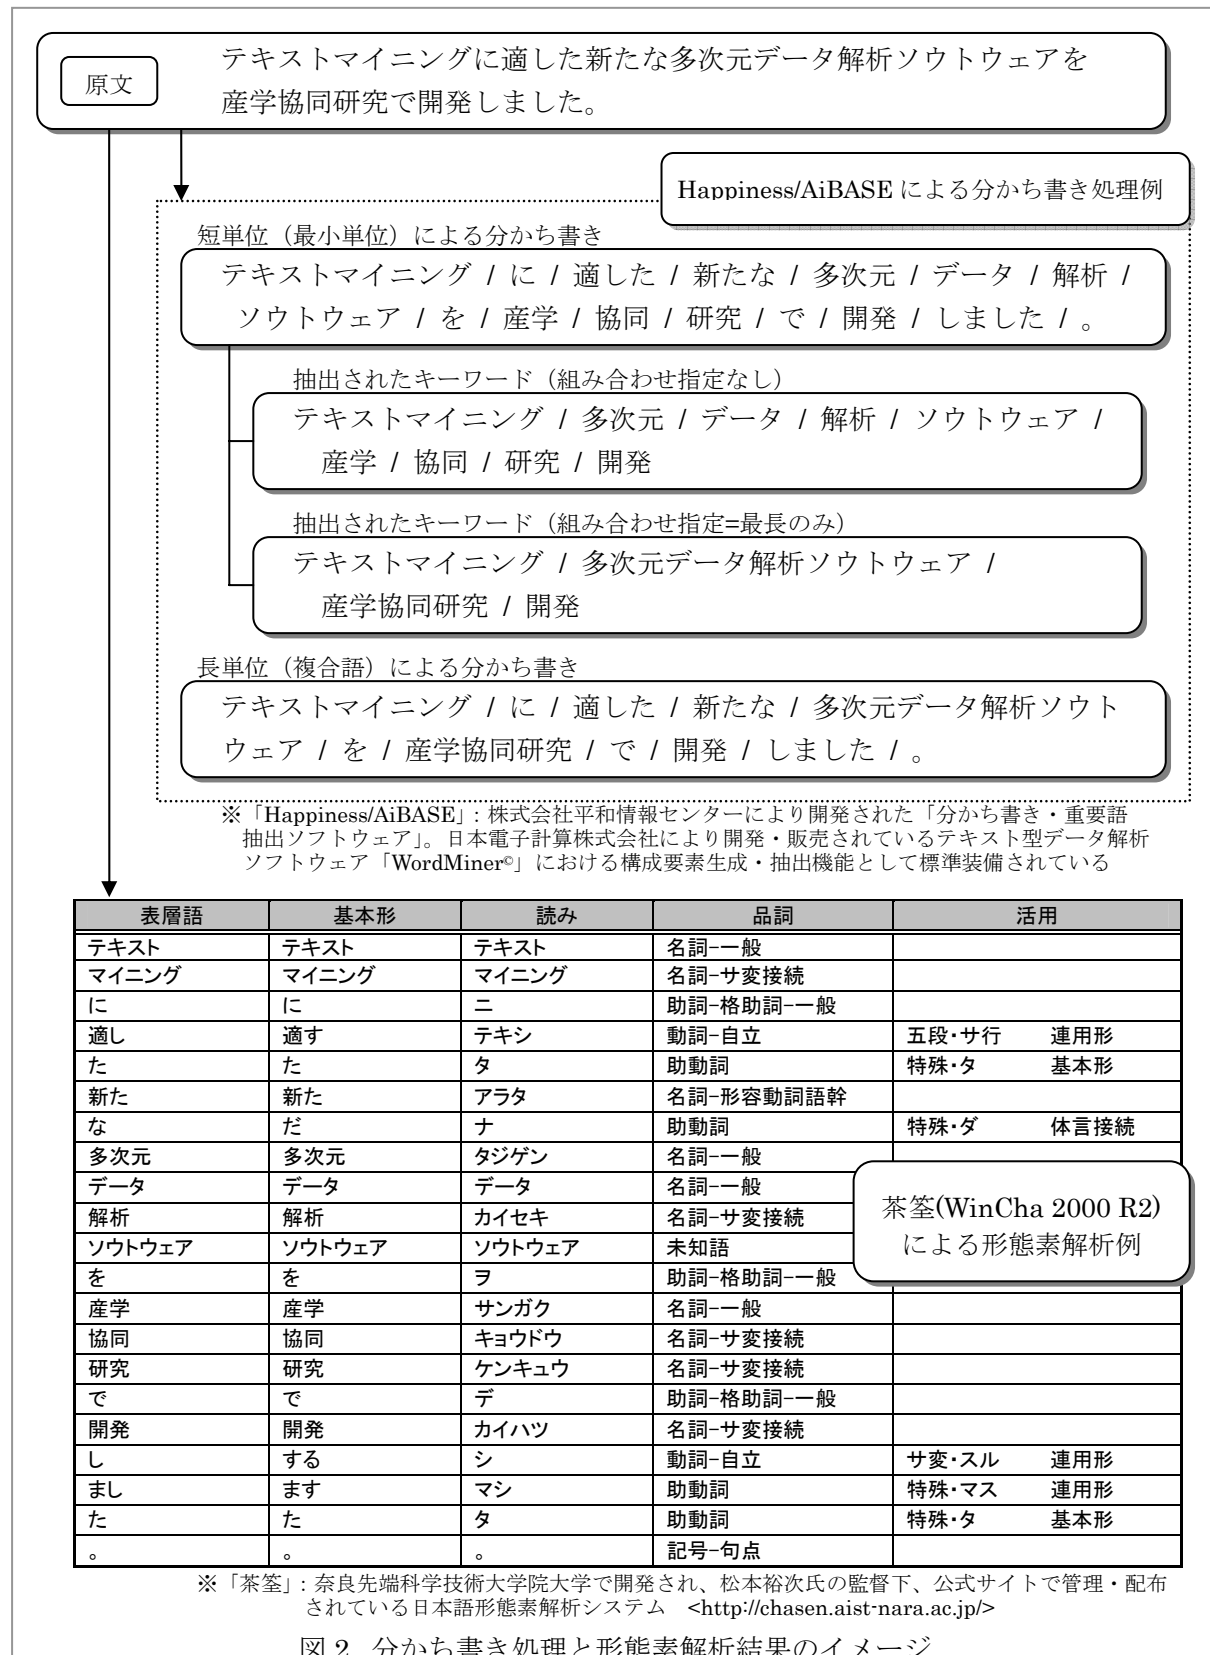 原文
テキストマイニングに適した新たな多次元データ解析ソウトウェアを
産学協同研究で開発しました。
Happiness/AiBASE による分かち書き処理例
短単位（最小単位）による分かち書き
テキストマイニング / に / 適した / 新たな / 多次元 / データ / 解析 /
ソウトウェア / を / 産学 / 協同 / 研究 / で / 開発 / しました / 。
抽出されたキーワード（組み合わせ指定なし）
テキストマイニング / 多次元 / データ / 解析 / ソウトウェア /
産学 / 協同 / 研究 / 開発
抽出されたキーワード（組み合わせ指定=最長のみ）
テキストマイニング / 多次元データ解析ソウトウェア /
産学協同研究 / 開発
長単位（複合語）による分かち書き
テキストマイニング / に / 適した / 新たな / 多次元データ解析ソウト
ウェア / を / 産学協同研究 / で / 開発 / しました / 。
※「Happiness/AiBASE」：株式会社平和情報センターにより開発された「分かち書き・重要語
抽出ソフトウェア」。日本電子計算株式会社により開発・販売されているテキスト型データ解析
ソフトウェア「WordMiner©」における構成要素生成・抽出機能として標準装備されている
表層語 基本形 読み 品詞 活用
テキスト テキスト テキスト 名詞-一般
マイニング マイニング マイニング 名詞-サ変接続
に に ニ 助詞-格助詞-一般
適し 適す テキシ 動詞-自立 五段・サ行 連用形
た た タ 助動詞 特殊・タ 基本形
新た 新た アラタ 名詞-形容動詞語幹
な だ ナ 助動詞 特殊・ダ 体言接続
多次元 多次元 タジゲン 名詞-一般
データ データ データ 名詞-一般
解析 解析 カイセキ 名詞-サ変接続
ソウトウェア ソウトウェア ソウトウェア 未知語
を を ヲ 助詞-格助詞-一般
茶筌(WinCha 2000 R2)
による形態素解析例
産学 産学 サンガク 名詞-一般
協同 協同 キョウドウ 名詞-サ変接続
研究 研究 ケンキュウ 名詞-サ変接続
で で デ 助詞-格助詞-一般
開発 開発 カイハツ 名詞-サ変接続
し する シ 動詞-自立 サ変・スル 連用形
まし ます マシ 助動詞 特殊・マス 連用形
た た タ 助動詞 特殊・タ 基本形
。 。 。 記号-句点
※「茶筌」：奈良先端科学技術大学院大学で開発され、松本裕次氏の監督下、公式サイトで管理・配布
されている日本語形態素解析システム <http://chasen.aist-nara.ac.jp/>
図 2 分かち書き処理と形態素解析結果のイメージ